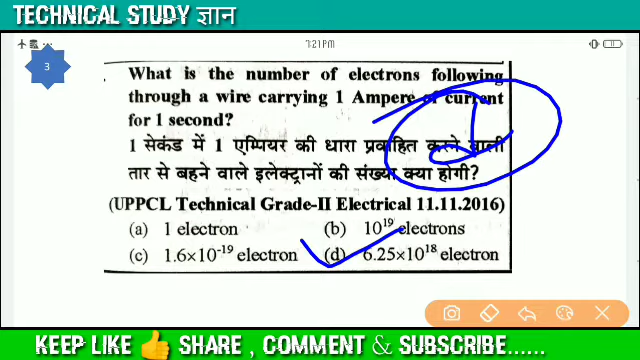 TECHNICAL STUDY ज्ञान
7:21PM
3
What is the number of electrons following
through a wire carrying 1 Ampere of current
for 1 second?
1 सेकंड में 1 एम्पियर की धारा प्रवाहित करने वाली
तार से बहने वाले इलेक्ट्रानों की संख्या क्या होगी?
(UPPCL Technical Grade-II Electrical 11.11.2016)
(a) 1 electron (b) 10¹⁹ electrons
(c) 1.6×10⁻¹⁹ electron (d) 6.25×10¹⁸ electron
KEEP LIKE 👍 SHARE , COMMENT & SUBSCRIBE......